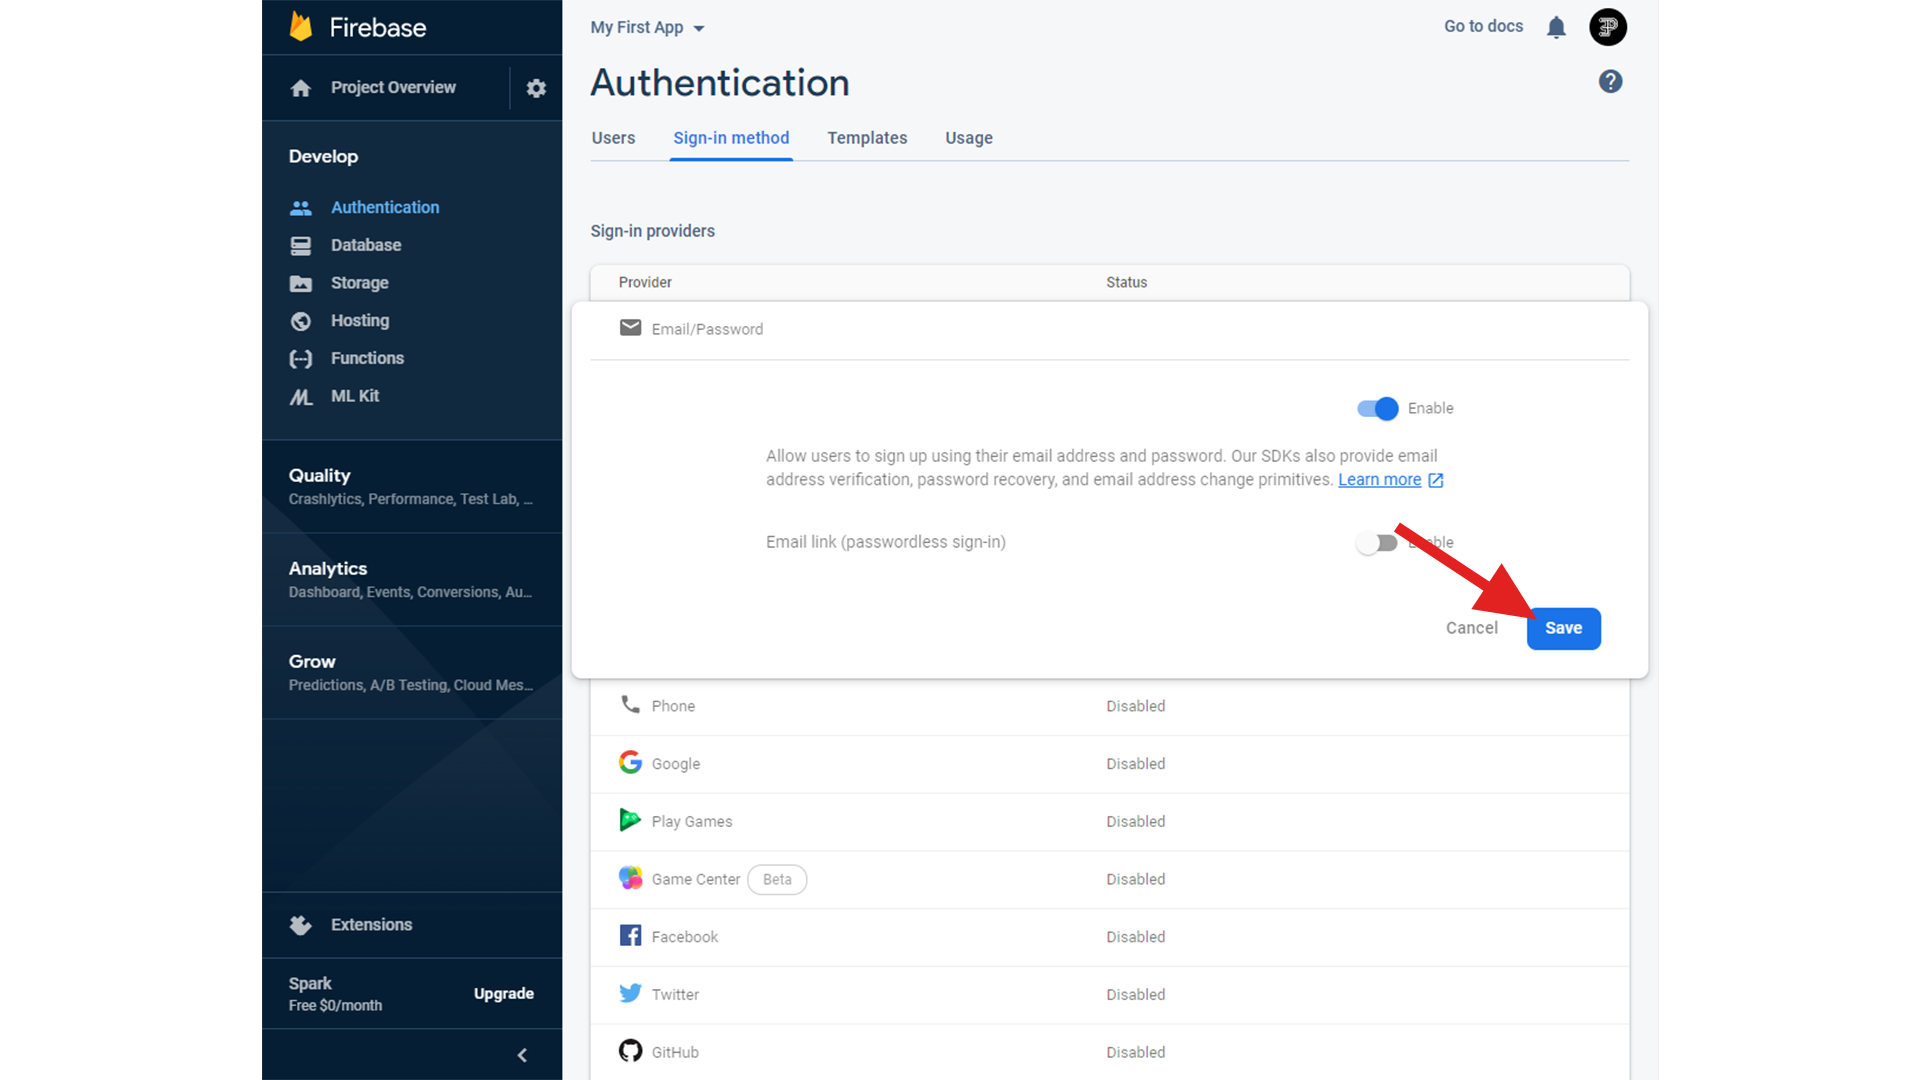 Firebase
Project Overview
Develop
Authentication
Database
Storage
Hosting
Functions
ML Kit
Quality
Crashlytics, Performance, Test Lab, ...
Analytics
Dashboard, Events, Conversions, Au...
Grow
Predictions, A/B Testing, Cloud Mes...
Extensions
Spark
Free $0/month
Upgrade
My First App
Go to docs
Authentication
Users Sign-in method Templates Usage
Sign-in providers
Provider Status
Email/Password
Enable
Allow users to sign up using their email address and password. Our SDKs also provide email
address verification, password recovery, and email address change primitives. Learn more
Email link (passwordless sign-in)
Cancel Save
Phone Disabled
Google Disabled
Play Games Disabled
Game Center Beta Disabled
Facebook Disabled
Twitter Disabled
GitHub Disabled